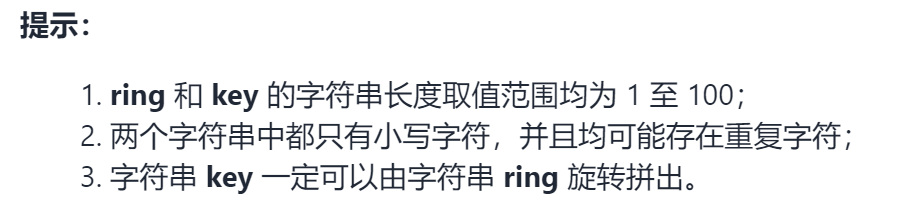 提示：
1. ring 和 key 的字符串长度取值范围均为 1 至 100；
2. 两个字符串中都只有小写字符，并且均可能存在重复字符；
3. 字符串 key 一定可以由字符串 ring 旋转拼出。